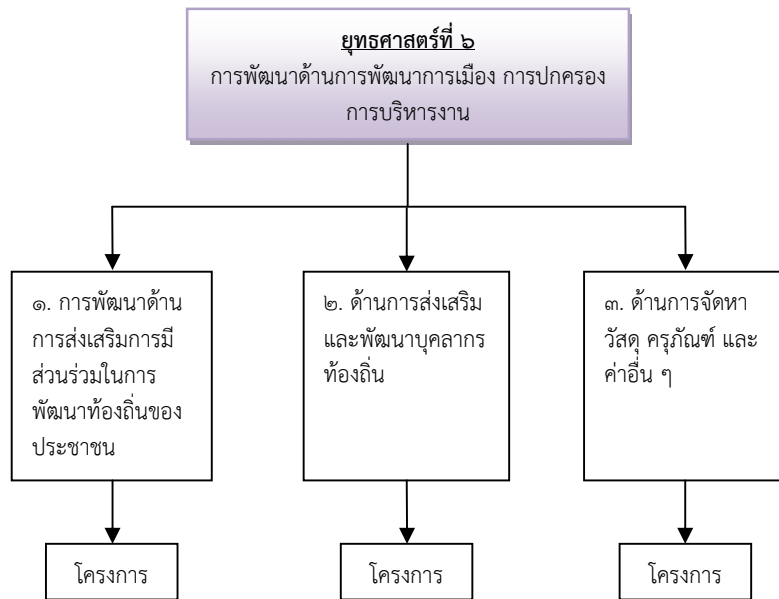 ยุทธศาสตร์ที่ ๖
การพัฒนาด้านการพัฒนาการเมือง การปกครอง
การบริหารงาน
๑. การพัฒนาด้าน
การส่งเสริมการมี
ส่วนร่วมในการ
พัฒนาท้องถิ่นของ
ประชาชน
๒. ด้านการส่งเสริม
และพัฒนาบุคลากร
ท้องถิ่น
๓. ด้านการจัดหา
วัสดุ ครุภัณฑ์ และ
ค่าอื่น ๆ
โครงการ
โครงการ
โครงการ